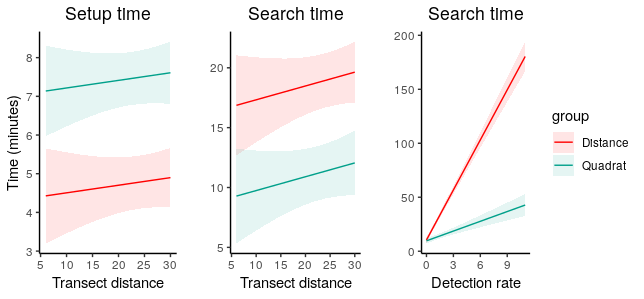 Setup time
Search time
Search time
Time (minutes)
8
7
6
5
4
3
5 10 15 20 25 30
Transect distance
20
15
10
5
5 10 15 20 25 30
Transect distance
200
150
100
50
0
0 3 6 9
Detection rate
group
Distance
Quadrat